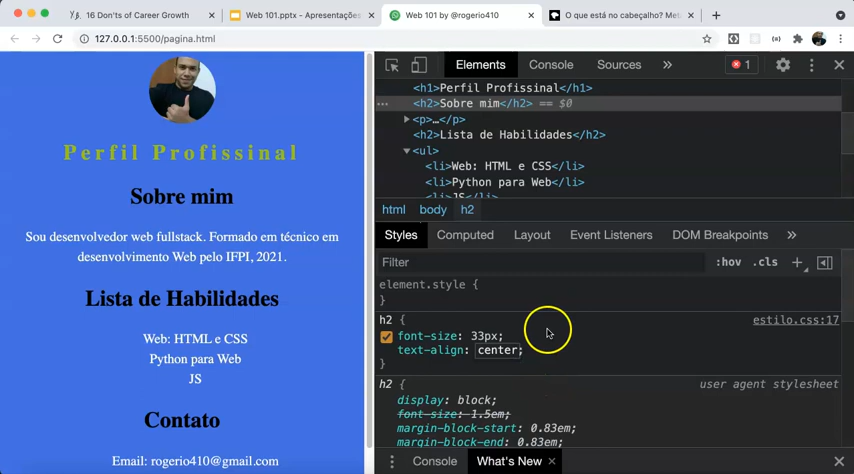 16 Don'ts of Career Growth
Web 101.pptx - Apresentações
Web 101 by @rogerio410
O que está no cabeçalho? Met
127.0.0.1:5500/pagina.html
Perfil Profissinal
Sobre mim
Sou desenvolvedor web fullstack. Formado em técnico em
desenvolvimento Web pelo IFPI, 2021.
Lista de Habilidades
Web: HTML e CSS
Python para Web
JS
Contato
Email: rogerio410@gmail.com
Elements
Console
Sources
1
<h1>Perfil Profissinal</h1>
<h2>Sobre mim</h2> == $0
<p>…</p>
<h2>Lista de Habilidades</h2>
<ul>
<li>Web: HTML e CSS</li>
<li>Python para Web</li>
<li>JS</li>
html body h2
Styles Computed Layout Event Listeners DOM Breakpoints
Filter
:hov .cls
element.style {
}
h2 {
estilo.css:17
font-size: 33px;
text-align: center;
}
h2 {
user agent stylesheet
display: block;
font-size: 1.5em;
margin-block-start: 0.83em;
margin-block-end: 0.83em;
Console What's New